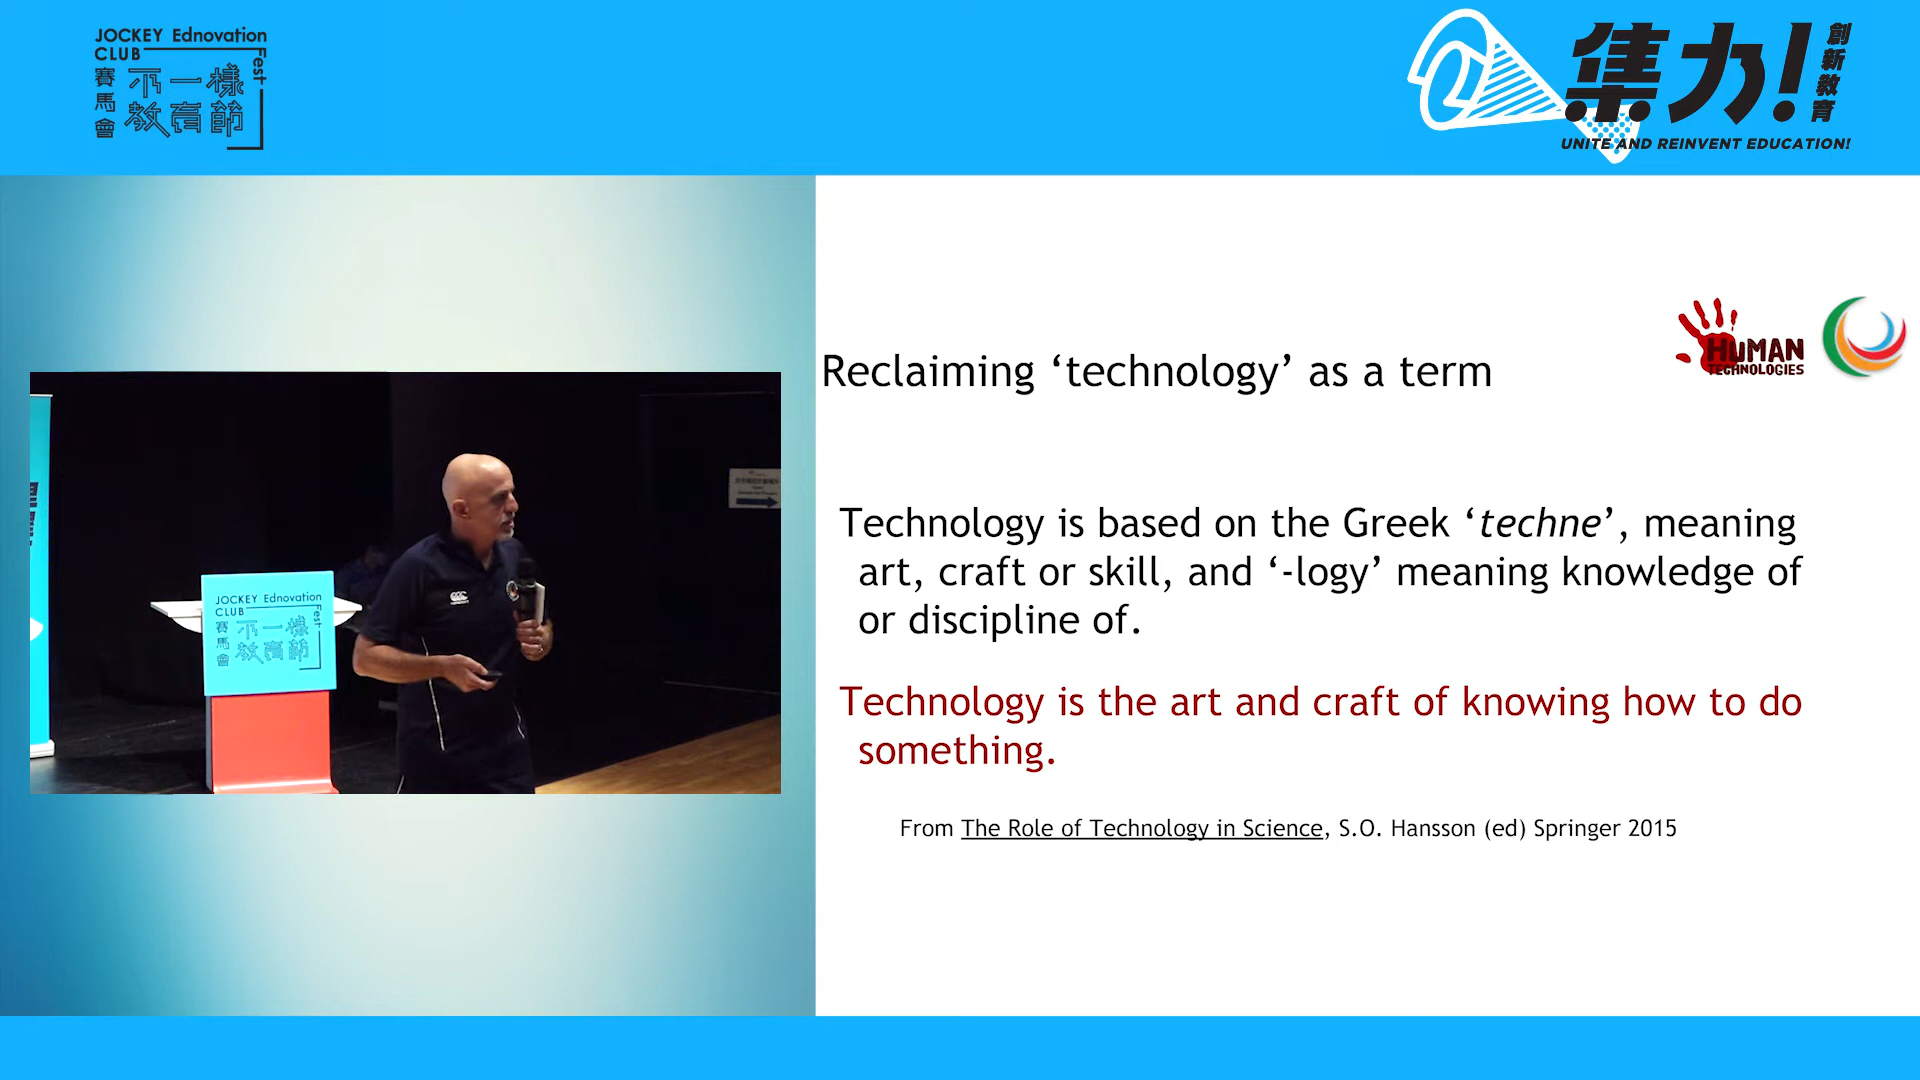 JOCKEY Ednovation
CLUB Fest
賽馬會
不一樣
教育節
集力!
創新教育
UNITE AND REINVENT EDUCATION!
HUMAN
TECHNOLOGIES
Reclaiming ‘technology’ as a term
Technology is based on the Greek ‘techne’, meaning
art, craft or skill, and ‘-logy’ meaning knowledge of
or discipline of.
Technology is the art and craft of knowing how to do
something.
From The Role of Technology in Science, S.O. Hansson (ed) Springer 2015
JOCKEY Ednovation
CLUB Fest
賽馬會
不一樣
教育節